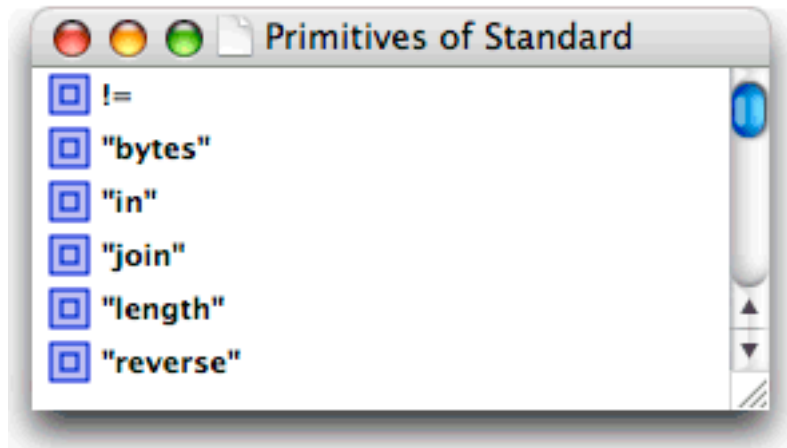 Primitives of Standard
!=
"bytes"
"in"
"join"
"length"
"reverse"